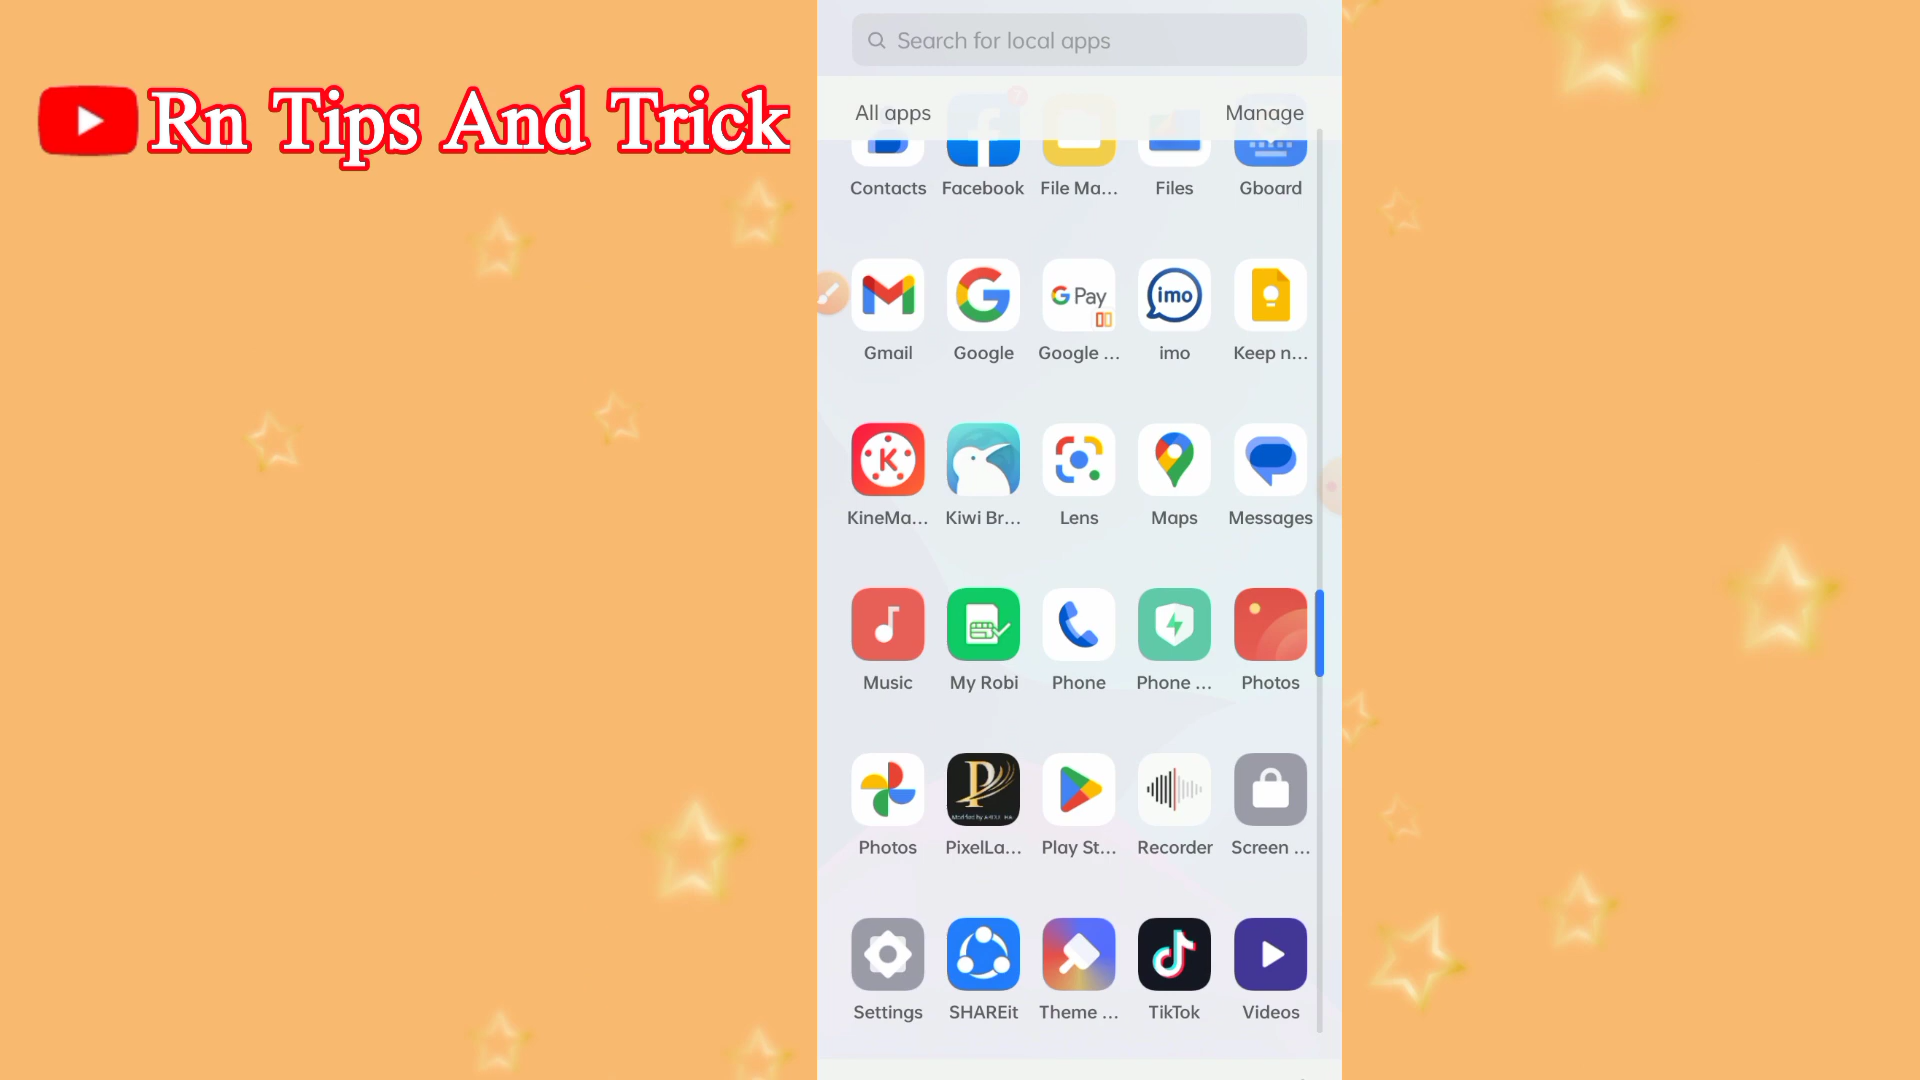 Rn Tips And Trick
Search for local apps
All apps
Manage
Contacts
Facebook
File Ma...
Files
Gboard
G Pay
imo
Gmail
Google
Google ...
imo
Keep n...
K
KineMa...
Kiwi Br...
Lens
Maps
Messages
Music
My Robi
Phone
Phone ...
Photos
P
Photos
PixelLa...
Play St...
Recorder
Screen ...
Settings
SHAREit
Theme ...
TikTok
Videos